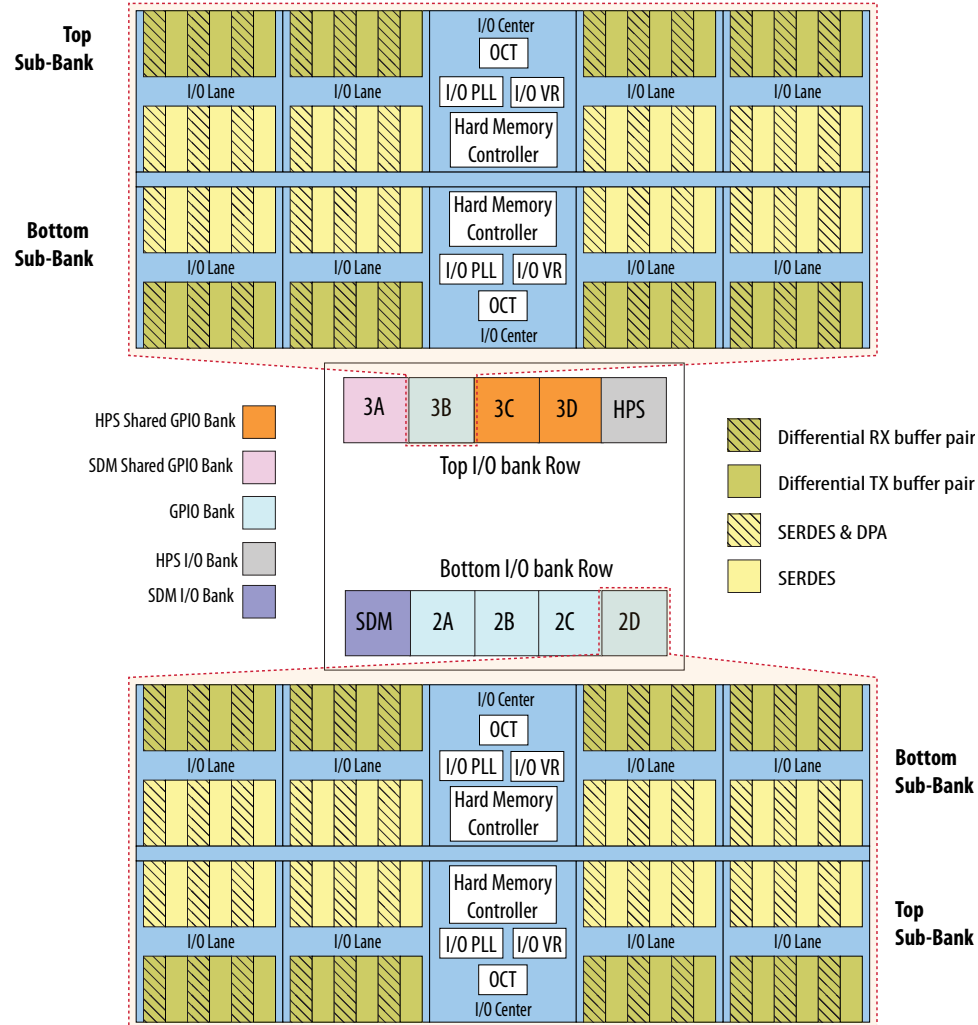 Top
Sub-Bank
I/O Center
OCT
I/O PLL I/O VR
I/O Lane I/O Lane I/O Lane I/O Lane
Hard Memory
Controller
Bottom
Sub-Bank
Hard Memory
Controller
I/O Lane I/O Lane I/O Lane I/O Lane
I/O PLL I/O VR
OCT
I/O Center
3A 3B 3C 3D HPS
Top I/O bank Row
HPS Shared GPIO Bank
SDM Shared GPIO Bank
GPIO Bank
HPS I/O Bank
SDM I/O Bank
Differential RX buffer pair
Differential TX buffer pair
SERDES & DPA
SERDES
Bottom I/O bank Row
SDM 2A 2B 2C 2D
I/O Center
OCT
I/O PLL I/O VR
I/O Lane I/O Lane I/O Lane I/O Lane
Hard Memory
Controller
Bottom
Sub-Bank
Hard Memory
Controller
I/O Lane I/O Lane I/O Lane I/O Lane
I/O PLL I/O VR
OCT
I/O Center
Top
Sub-Bank